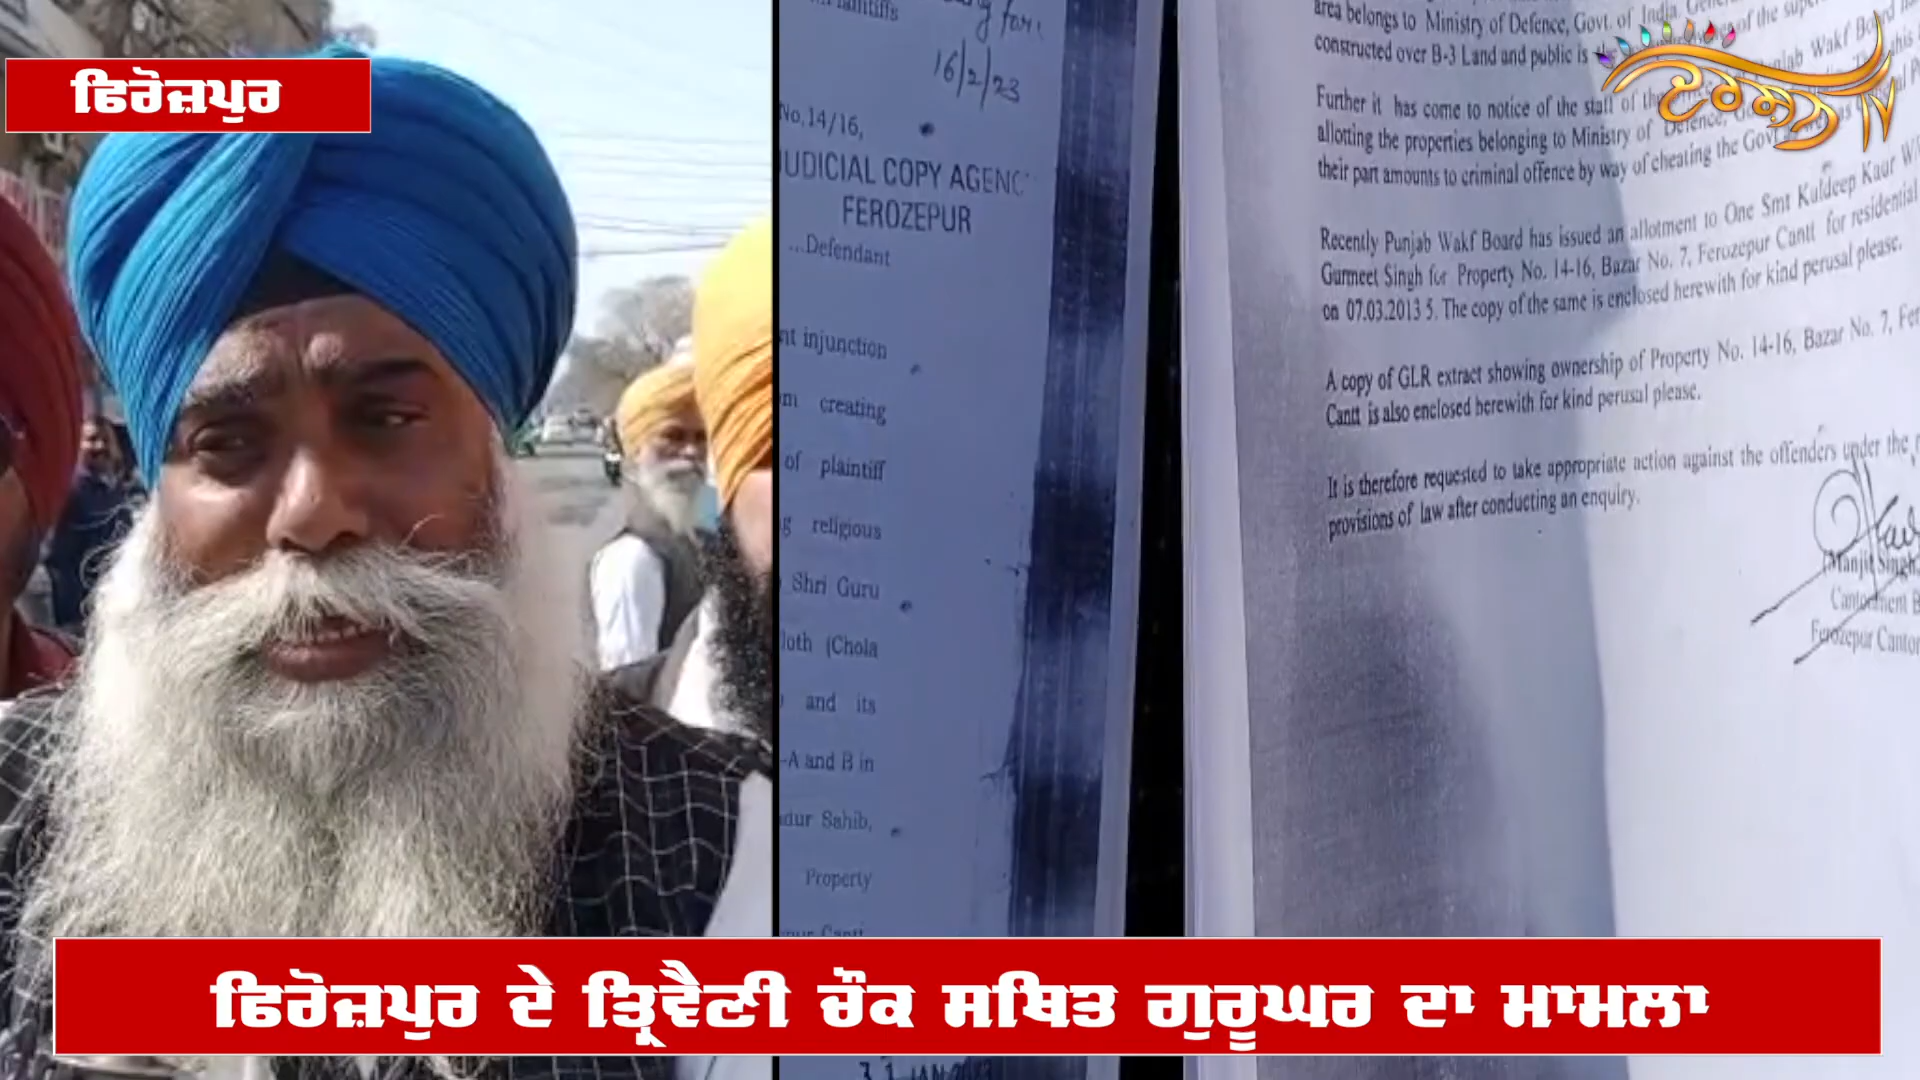 ਫਿਰੋਜ਼ਪੁਰ
ਦਰਸ਼ਨ TV
16/2/23
No.14/16,
JUDICIAL COPY AGENC
FEROZEPUR
...Defendant
injunction
creating
of plaintiff
religious
Shri Guru
(Chola
and its
-A and B in
Sahib,
Property
area belongs to Ministry of Defence, Govt. of India
constructed over B-3 Land and public is
Further it has come to notice of the staff of the
allotting the properties belonging to Ministry of Defence,
their part amounts to criminal offence by way of cheating the Govt
Recently Punjab Wakf Board has issued an allotment to One Smt Kuldeep Kaur W/
Gurmeet Singh for Property No. 14-16, Bazar No. 7, Ferozepur Cantt for residential
on 07.03.2013 5. The copy of the same is enclosed herewith for kind perusal please.
A copy of GLR extract showing ownership of Property No. 14-16, Bazar No. 7,
Cantt is also enclosed herewith for kind perusal please.
It is therefore requested to take appropriate action against the offenders under the
provisions of law after conducting an enquiry.
(Manjit Singh
Cantonment B
Ferozepur Canton
ਫਿਰੋਜ਼ਪੁਰ ਦੇ ਤ੍ਰਿਵੈਣੀ ਚੌਕ ਸਥਿਤ ਗੁਰੂਘਰ ਦਾ ਮਾਮਲਾ